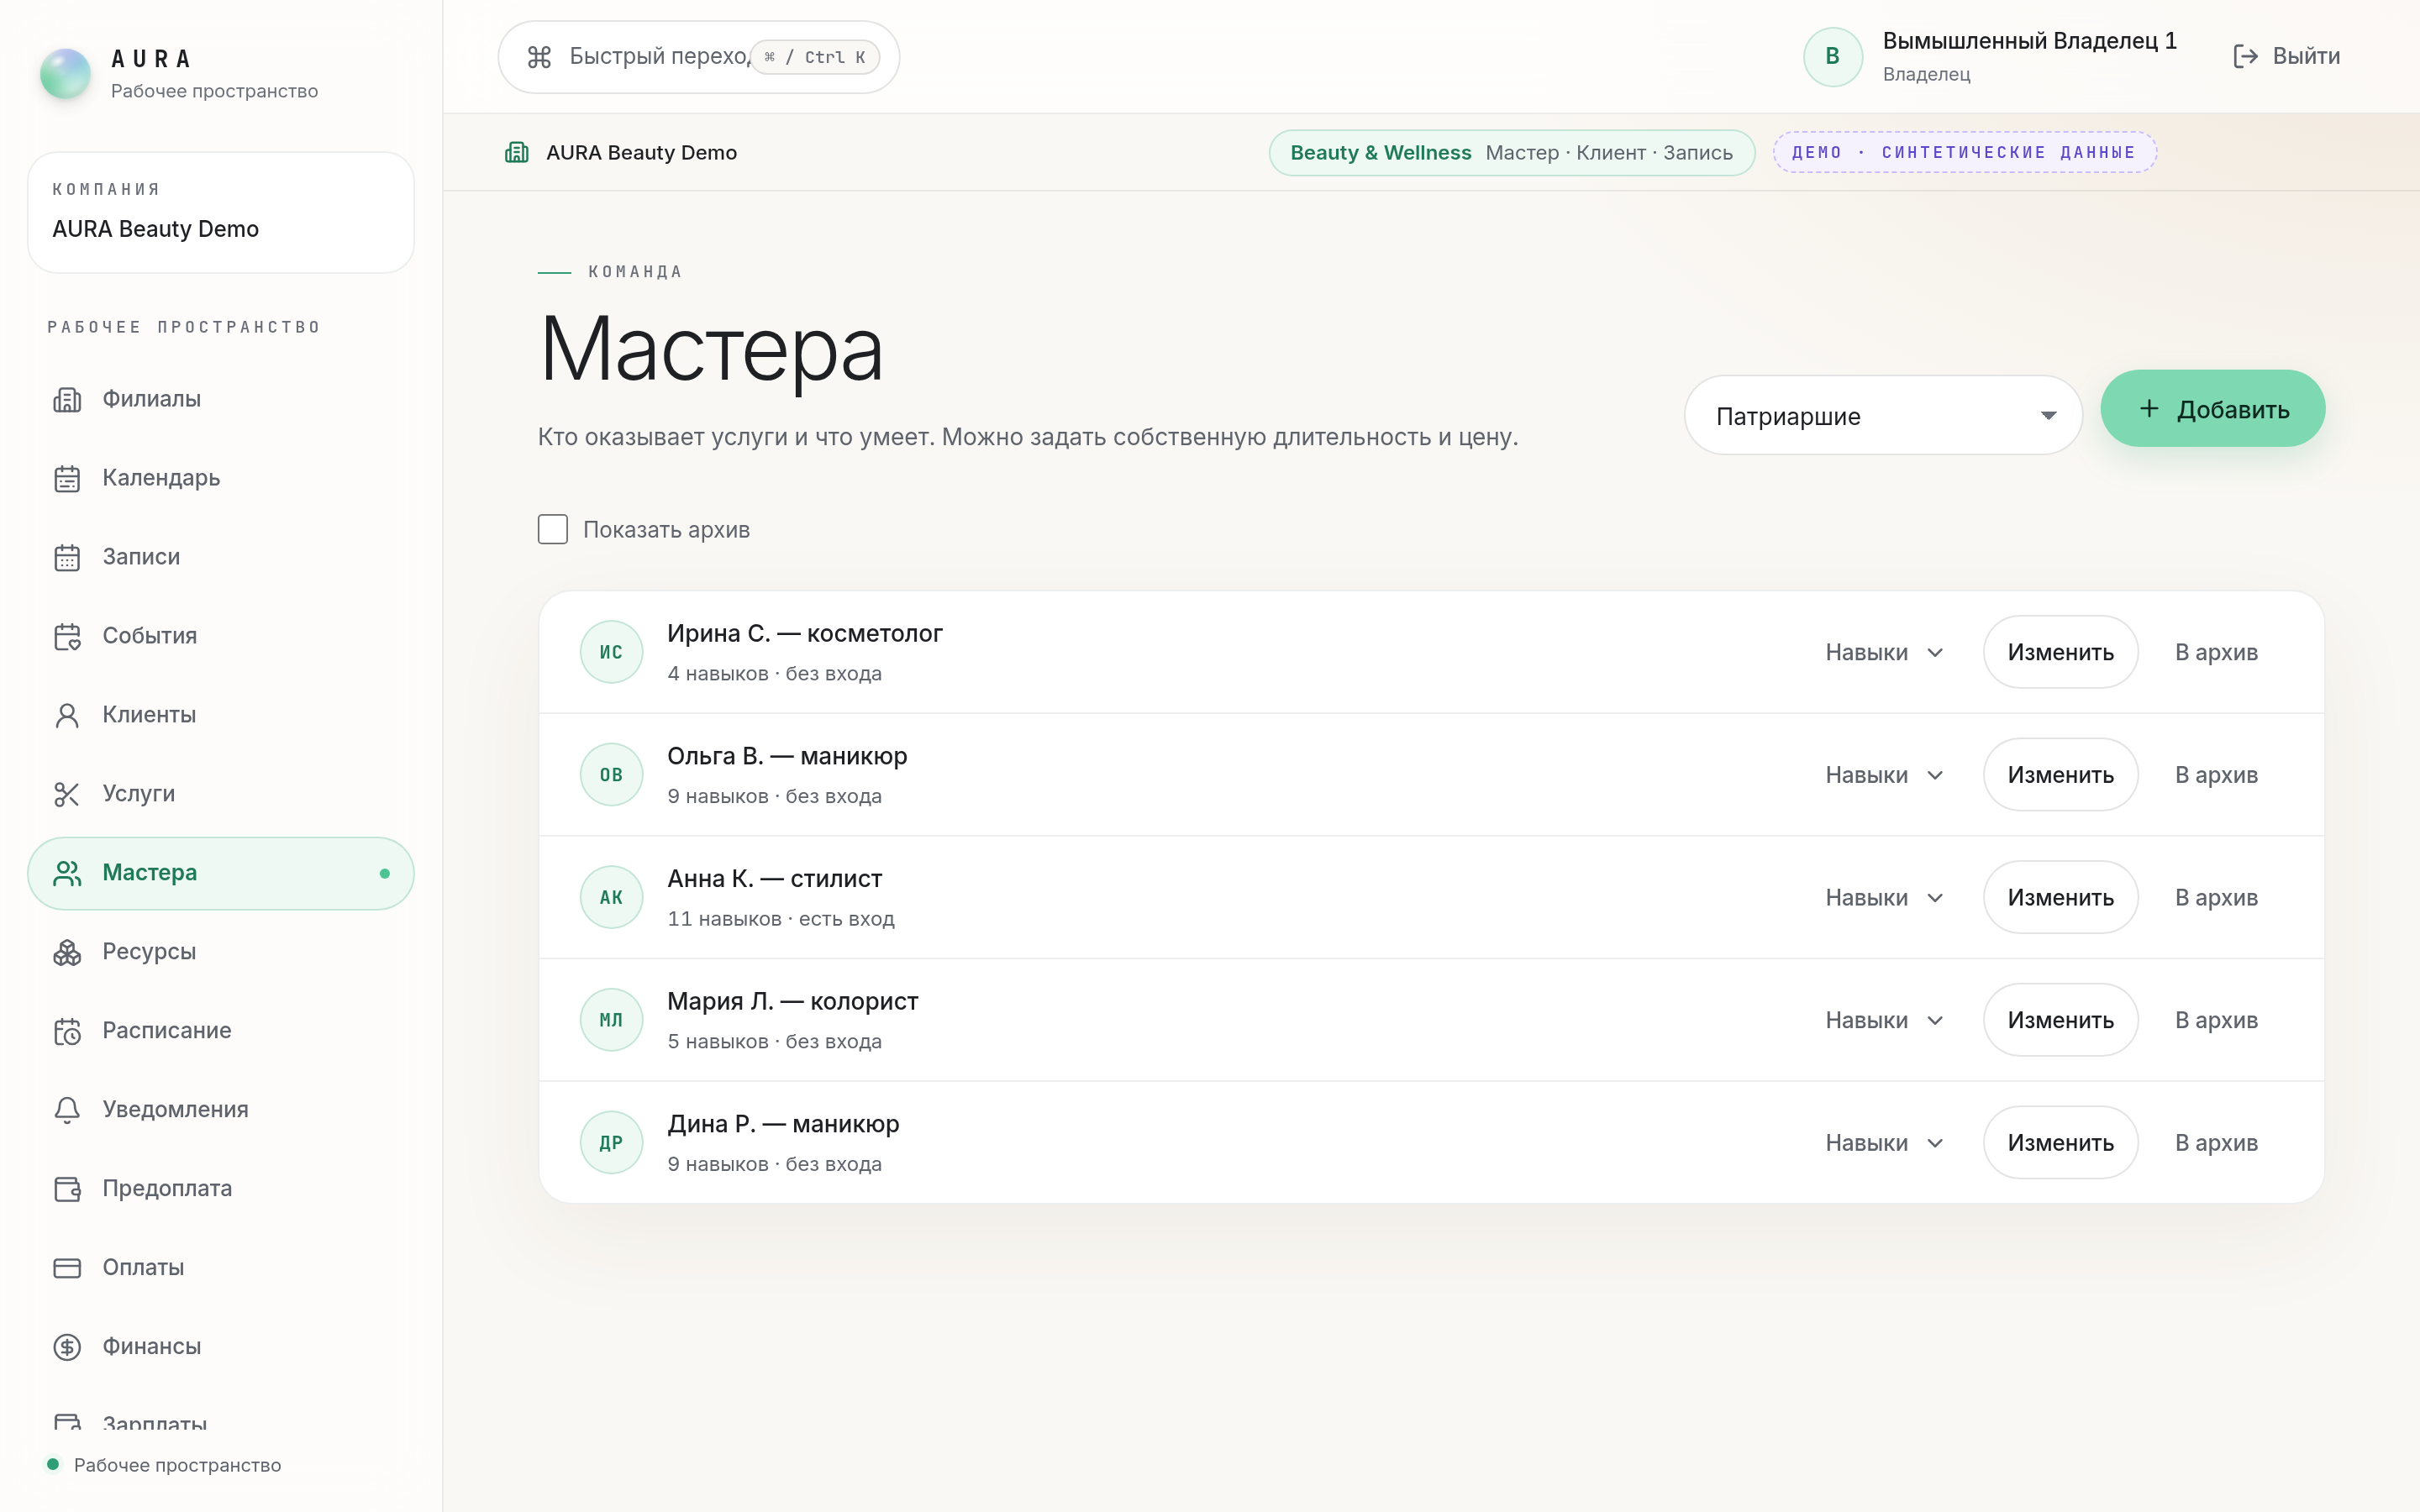 AURA
Рабочее пространство
КОМПАНИЯ
AURA Beauty Demo
РАБОЧЕЕ ПРОСТРАНСТВО
Филиалы
Календарь
Записи
События
Клиенты
Услуги
Мастера
Ресурсы
Расписание
Уведомления
Предоплата
Оплаты
Финансы
Зарплаты
Рабочее пространство
Быстрый переход ⌘ / Ctrl K
В
Вымышленный Владелец 1
Владелец
Выйти
AURA Beauty Demo
Beauty & Wellness Мастер · Клиент · Запись
ДЕМО · СИНТЕТИЧЕСКИЕ ДАННЫЕ
КОМАНДА
Мастера
Кто оказывает услуги и что умеет. Можно задать собственную длительность и цену.
Патриаршие
Добавить
Показать архив
ИС
Ирина С. — косметолог
4 навыков · без входа
Навыки Изменить В архив
ОВ
Ольга В. — маникюр
9 навыков · без входа
Навыки Изменить В архив
АК
Анна К. — стилист
11 навыков · есть вход
Навыки Изменить В архив
МЛ
Мария Л. — колорист
5 навыков · без входа
Навыки Изменить В архив
ДР
Дина Р. — маникюр
9 навыков · без входа
Навыки Изменить В архив